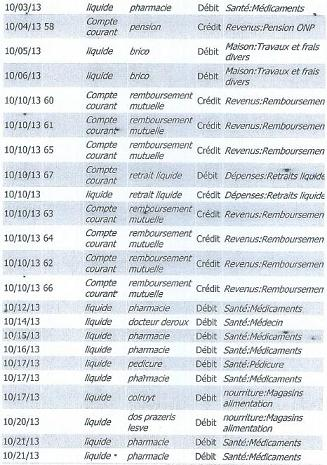 10/03/13 liquide pharmacie Débit Santé:Médicaments
10/04/13 58 Compte courant pension Crédit Revenus:Pension ONP
10/05/13 liquide brico Débit Maison:Travaux et frais divers
10/06/13 liquide brico Débit Maison:Travaux et frais divers
10/10/13 60 Compte courant remboursement mutuelle Crédit Revenus:Remboursemen
10/10/13 61 Compte courant remboursement mutuelle Crédit Revenus:Remboursemen
10/10/13 65 Compte courant remboursement mutuelle Crédit Revenus:Remboursemen
10/10/13 67 Compte courant retrait liquide Débit Dépenses:Retraits liquide
10/10/13 liquide retrait liquide Crédit Dépenses:Retraits liquide
10/10/13 63 Compte courant remboursement mutuelle Crédit Revenus:Remboursemen
10/10/13 64 Compte courant remboursement mutuelle Crédit Revenus:Remboursemen
10/10/13 62 Compte courant remboursement mutuelle Crédit Revenus:Remboursemen
10/10/13 66 Compte courant remboursement mutuelle Crédit Revenus:Remboursemen
10/12/13 liquide pharmacie Débit Santé:Médicaments
10/14/13 liquide docteur deroux Débit Santé:Médecin
10/15/13 liquide pharmacie Débit Santé:Médicaments
10/16/13 liquide pharmacie Débit Santé:Médicaments
10/17/13 liquide pedicure Débit Santé:Pédicure
10/17/13 liquide pharmacie Débit Santé:Médicaments
10/17/13 liquide colruyt Débit nourriture:Magasins alimentation
10/20/13 liquide dos prazeris lesve Débit nourriture:Magasins alimentation
10/21/13 liquide pharmacie Débit Santé:Médicaments
10/21/13 liquide pharmacie Débit Santé:Médicaments